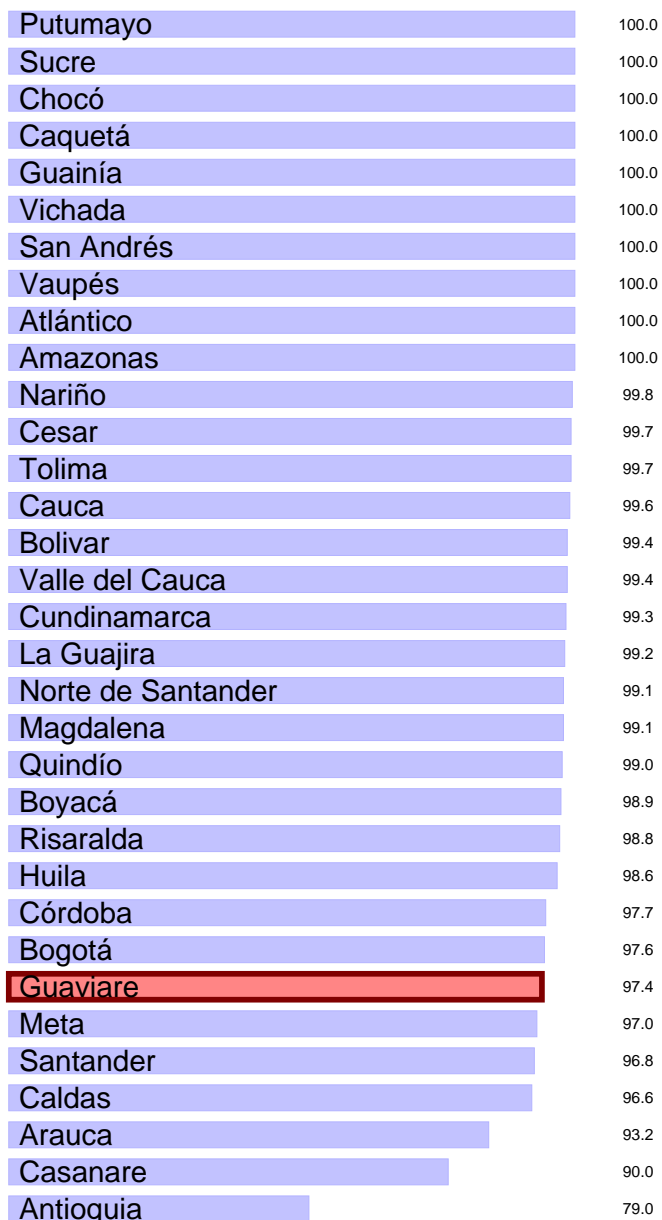 Putumayo 100.0
Sucre 100.0
Chocó 100.0
Caquetá 100.0
Guainía 100.0
Vichada 100.0
San Andrés 100.0
Vaupés 100.0
Atlántico 100.0
Amazonas 100.0
Nariño 99.8
Cesar 99.7
Tolima 99.7
Cauca 99.6
Bolivar 99.4
Valle del Cauca 99.4
Cundinamarca 99.3
La Guajira 99.2
Norte de Santander 99.1
Magdalena 99.1
Quindío 99.0
Boyacá 98.9
Risaralda 98.8
Huila 98.6
Córdoba 97.7
Bogotá 97.6
Guaviare 97.4
Meta 97.0
Santander 96.8
Caldas 96.6
Arauca 93.2
Casanare 90.0
Antioquia 79.0